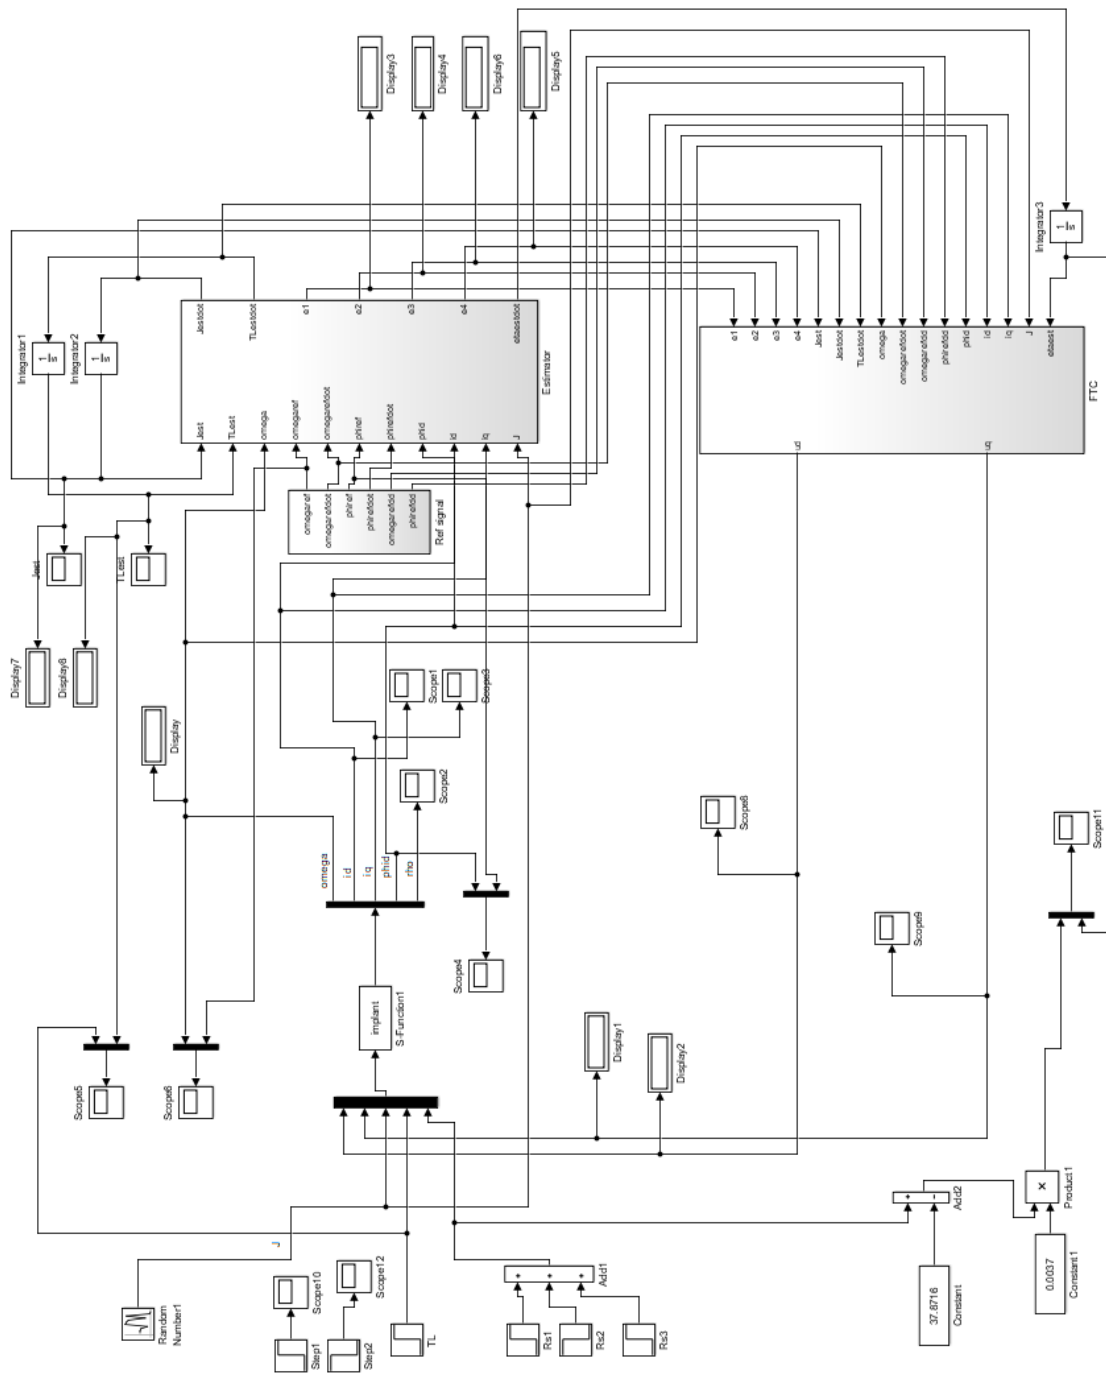 Display3
Display4
Display6
Display5
Integrator3
1
s
Integrator1
1
s
Integrator2
1
s
Jestdot
TLestdot
e1
e2
e3
e4
etaestdot
Jest
TLest
omega
omegaref
omegarefdot
phiref
phirefdot
phid
id
iq
J
Estimator
e1
e2
e3
e4
Jest
Jestdot
TLestdot
omega
omegarefdot
omegarefdd
phirefdd
phid
id
iq
J
etaest
ud
uq
FTC
omegaref
omegarefdot
phiref
phirefdot
omegarefdd
phirefdd
Ref signal
Jest
TLest
Display7
Display8
Display
Scope1
Scope3
Scope2
omega
id
iq
phid
rho
Scope8
Scope11
Scope9
Scope4
implant
S-Function1
Scope5
Scope6
Display1
Display2
Add2
×
Product1
J
Scope10
Scope12
Add1
Random
Number1
Step1
Step2
TL
Rs1
Rs2
Rs3
37.8716
Constant
0.0037
Constant1